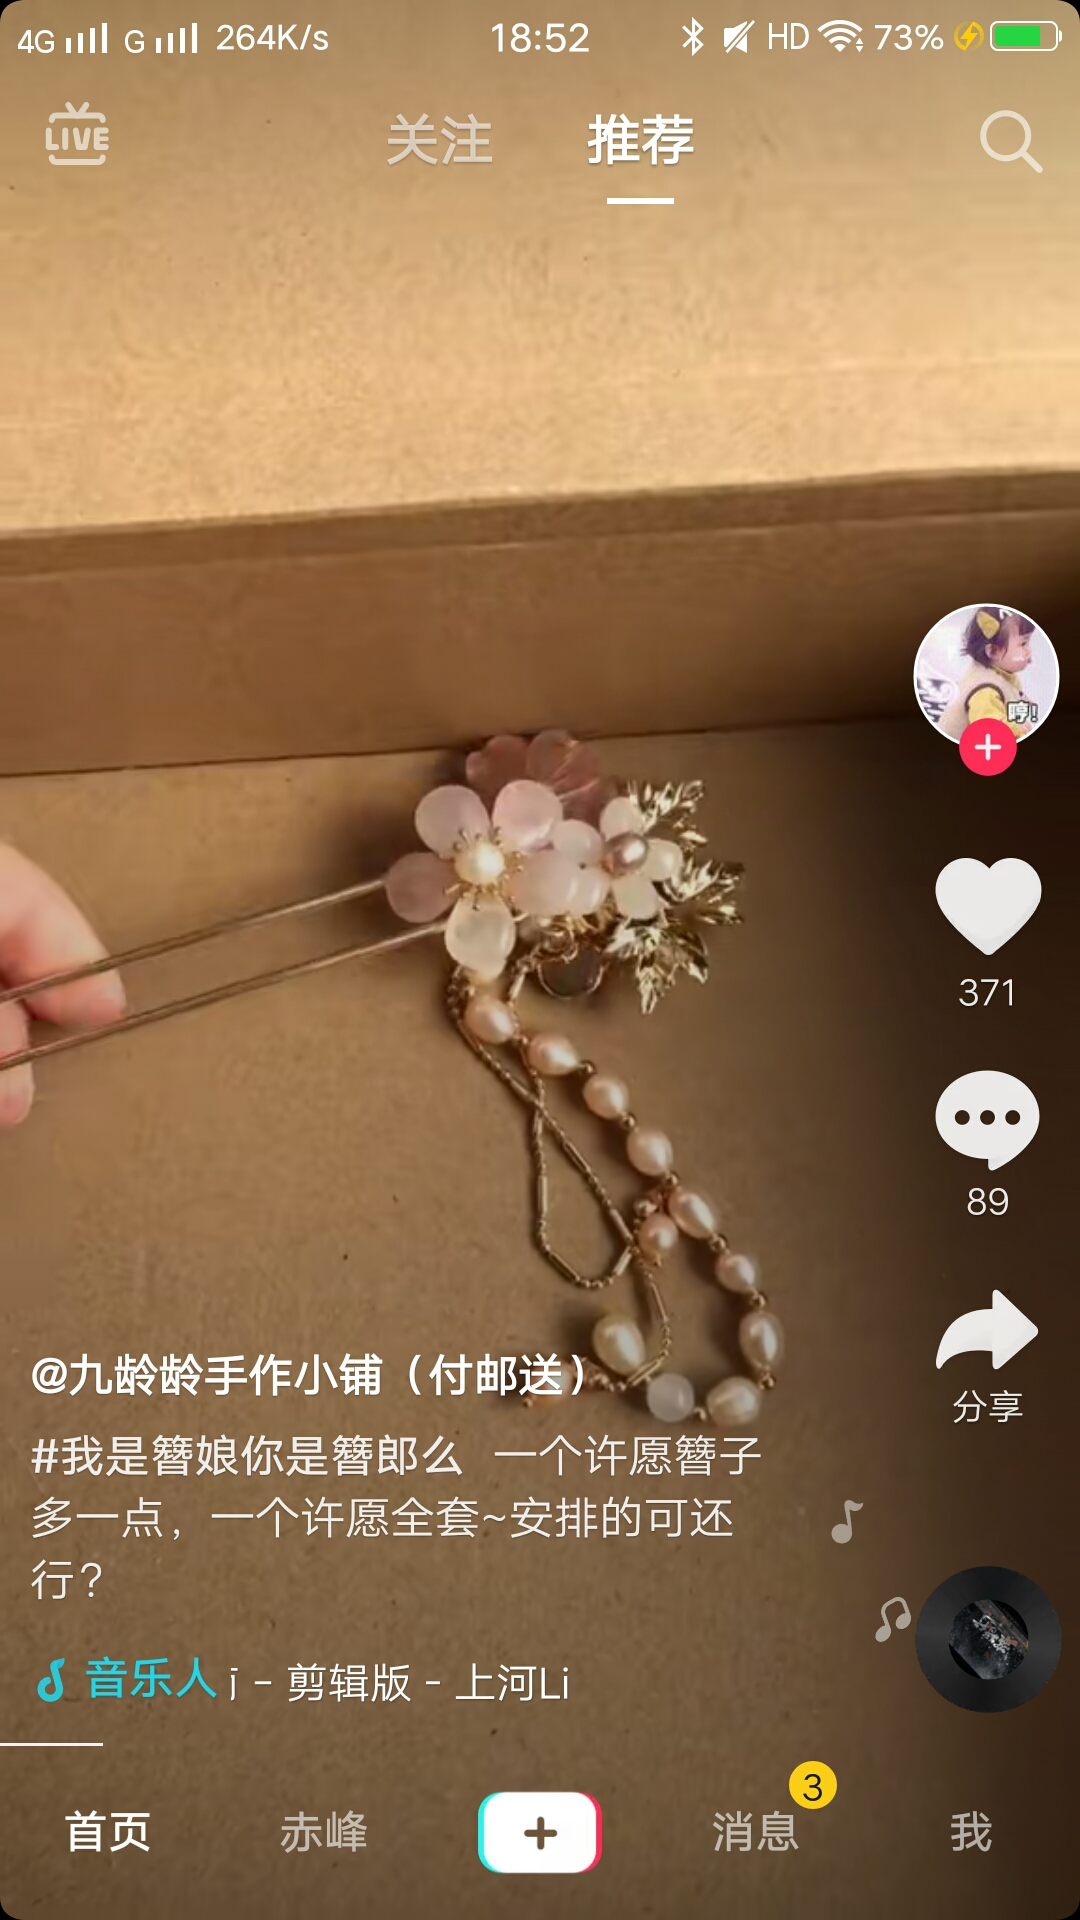 4G G 264K/s 18:52 HD 73%
LIVE 关注 推荐
哼!
371
89
分享
@九龄龄手作小铺（付邮送）
#我是簪娘你是簪郎么 一个许愿簪子
多一点，一个许愿全套~安排的可还
行？
音乐人 - 剪辑版 - 上河Li
3
首页 赤峰 消息 我